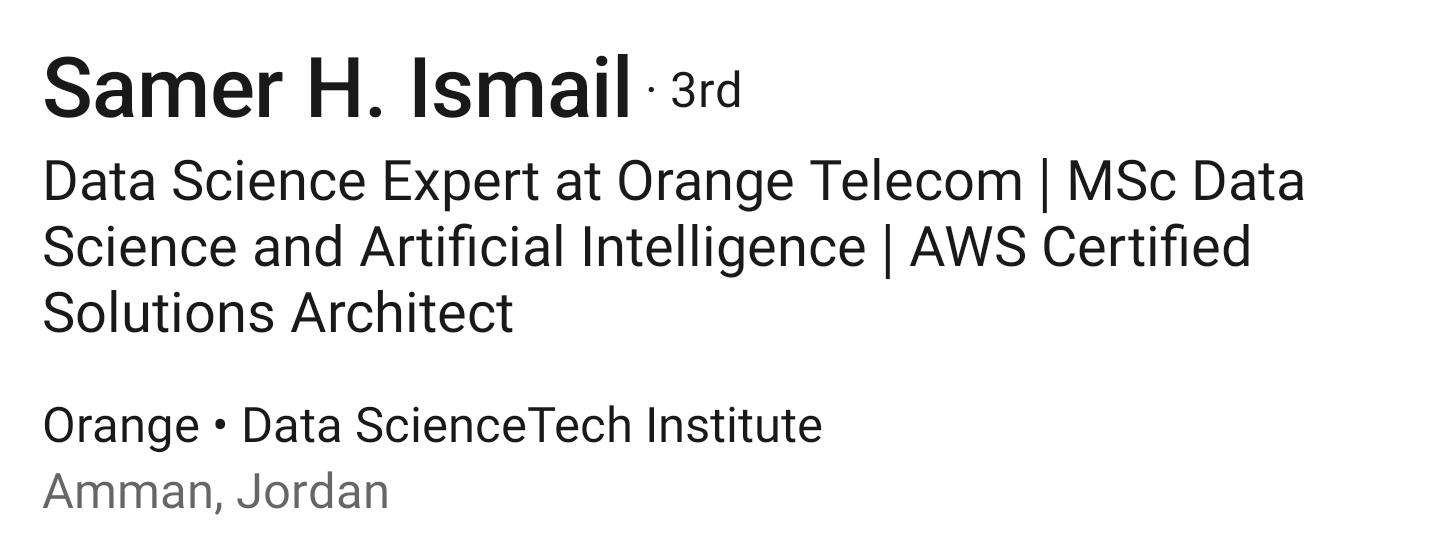 Samer H. Ismail · 3rd
Data Science Expert at Orange Telecom | MSc Data
Science and Artificial Intelligence | AWS Certified
Solutions Architect
Orange • Data ScienceTech Institute
Amman, Jordan